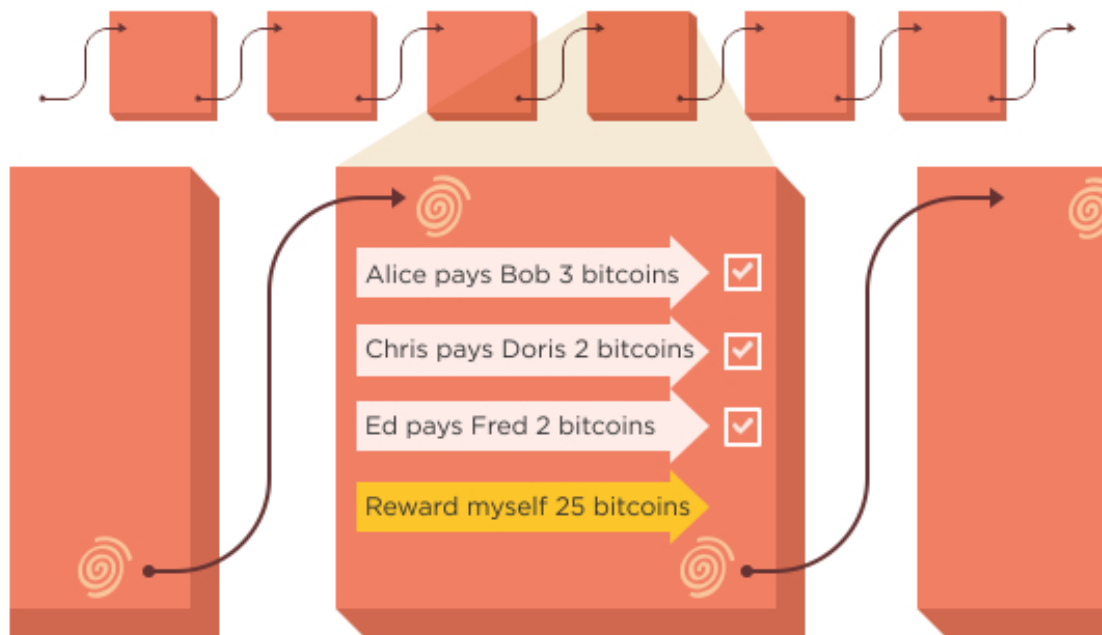 Alice pays Bob 3 bitcoins
Chris pays Doris 2 bitcoins
Ed pays Fred 2 bitcoins
Reward myself 25 bitcoins